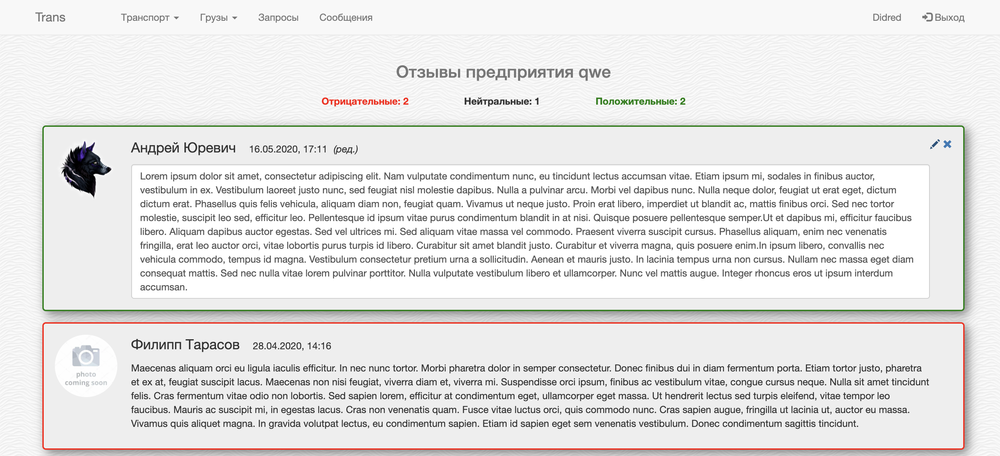 Trans Транспорт Грузы Запросы Сообщения Didred Выход
Отзывы предприятия qwe
Отрицательные: 2 Нейтральные: 1 Положительные: 2
Андрей Юревич 16.05.2020, 17:11 (ред.)
Lorem ipsum dolor sit amet, consectetur adipiscing elit. Nam vulputate condimentum nunc, eu tincidunt lectus accumsan vitae. Etiam ipsum mi, sodales in finibus auctor,
vestibulum in ex. Vestibulum laoreet justo nunc, sed feugiat nisl molestie dapibus. Nulla a pulvinar arcu. Morbi vel dapibus nunc. Nulla neque dolor, feugiat ut erat eget, dictum
dictum erat. Phasellus quis felis vehicula, aliquam diam non, feugiat quam. Vivamus ut neque justo. Proin erat libero, imperdiet ut blandit ac, mattis finibus orci. Sed nec tortor
molestie, suscipit leo sed, efficitur leo. Pellentesque id ipsum vitae purus condimentum blandit in at nisi. Quisque posuere pellentesque semper.Ut et dapibus mi, efficitur faucibus
libero. Aliquam dapibus auctor egestas. Sed vel ultrices mi. Sed aliquam vitae massa vel commodo. Praesent viverra suscipit cursus. Phasellus aliquam, enim nec venenatis
fringilla, erat leo auctor orci, vitae lobortis purus turpis id libero. Curabitur sit amet blandit justo. Curabitur et viverra magna, quis posuere enim.In ipsum libero, convallis nec
vehicula commodo, tempus id magna. Vestibulum consectetur pretium urna a sollicitudin. Aenean et mauris justo. In lacinia tempus urna non cursus. Nullam nec massa eget diam
consequat mattis. Sed nec nulla vitae lorem pulvinar porttitor. Nulla vulputate vestibulum libero et ullamcorper. Nunc vel mattis augue. Integer rhoncus eros ut ipsum interdum
accumsan.
photo
coming soon
Филипп Тарасов 28.04.2020, 14:16
Maecenas aliquam orci eu ligula iaculis efficitur. In nec nunc tortor. Morbi pharetra dolor in semper consectetur. Donec finibus dui in diam fermentum porta. Etiam tortor justo, pharetra
et ex at, feugiat suscipit lacus. Maecenas non nisi feugiat, viverra diam et, viverra mi. Suspendisse orci ipsum, finibus ac vestibulum vitae, congue cursus neque. Nulla sit amet tincidunt
felis. Cras fermentum vitae odio non lobortis. Sed sapien lorem, efficitur at condimentum eget, ullamcorper eget massa. Ut hendrerit lectus sed turpis eleifend, vitae tempor leo
faucibus. Mauris ac suscipit mi, in egestas lacus. Cras non venenatis quam. Fusce vitae luctus orci, quis commodo nunc. Cras sapien augue, fringilla ut lacinia ut, auctor eu massa.
Vivamus quis aliquet magna. In gravida volutpat lectus, eu condimentum sapien. Etiam id sapien eget sem venenatis vestibulum. Donec condimentum sagittis tincidunt.